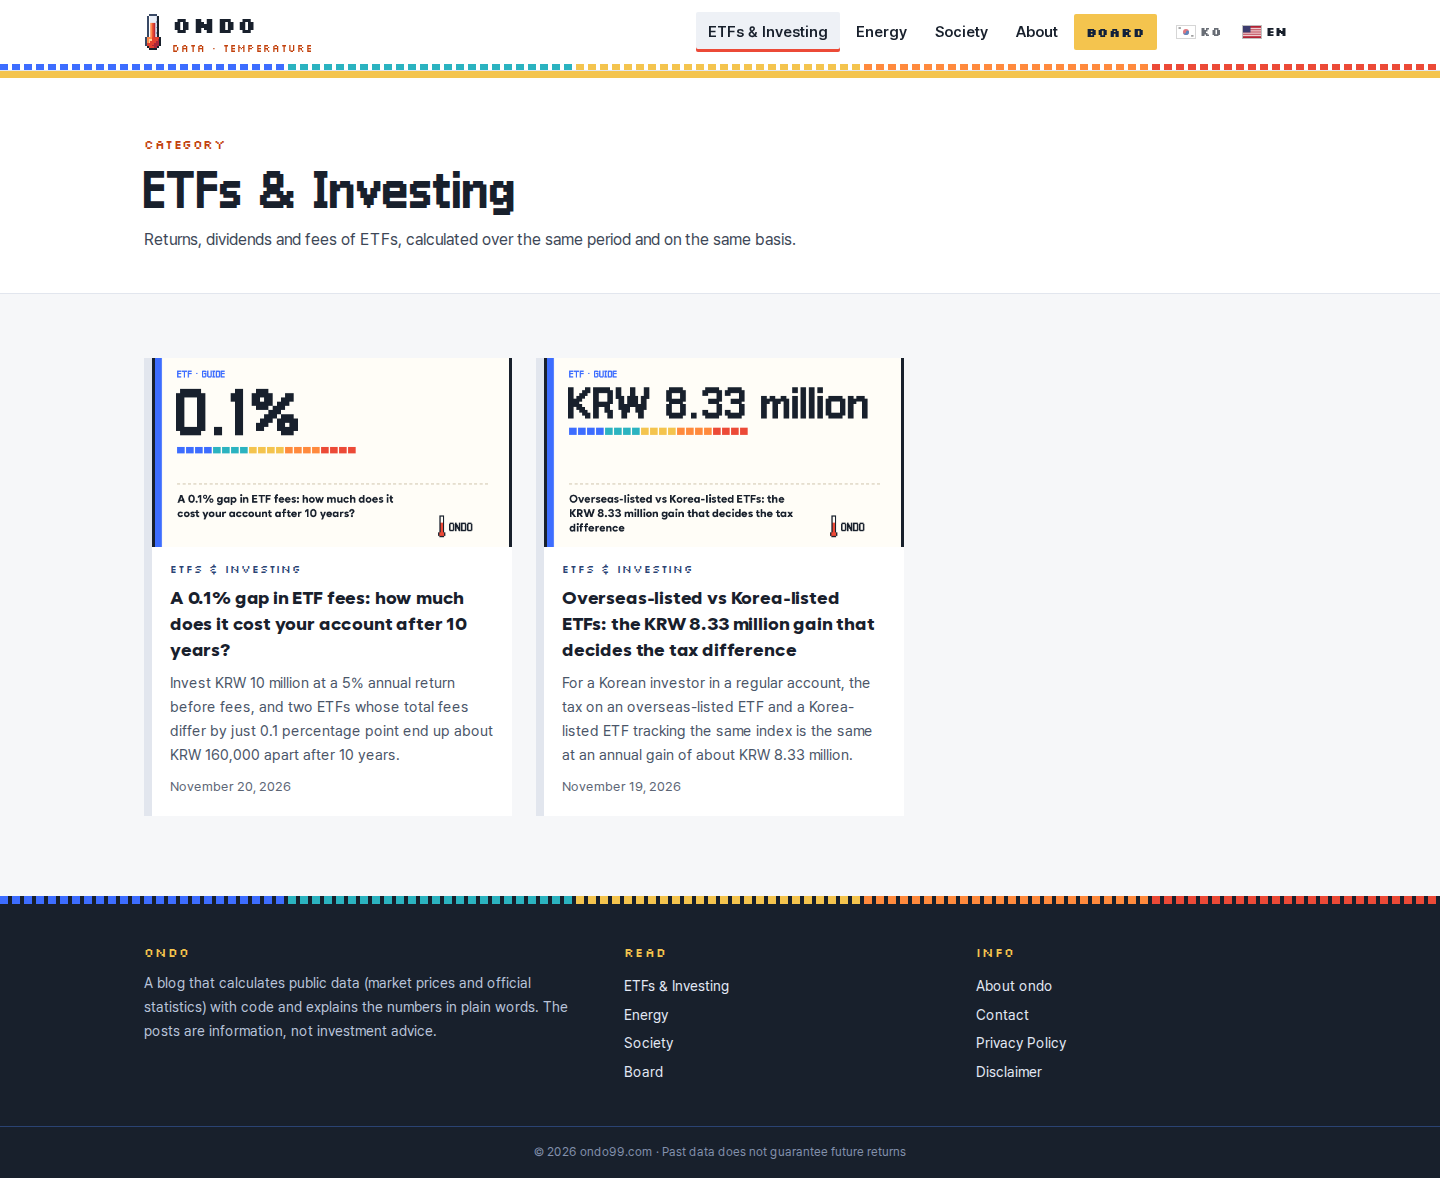 ONDO
DATA · TEMPERATURE
ETFs & Investing
Energy
Society
About
BOARD
KO
EN
CATEGORY
ETFs & Investing
Returns, dividends and fees of ETFs, calculated over the same period and on the same basis.
ETF · GUIDE
0.1%
A 0.1% gap in ETF fees: how much does it
cost your account after 10 years?
ONDO
ETFS & INVESTING
A 0.1% gap in ETF fees: how much
does it cost your account after 10
years?
Invest KRW 10 million at a 5% annual return
before fees, and two ETFs whose total fees
differ by just 0.1 percentage point end up about
KRW 160,000 apart after 10 years.
November 20, 2026
ETF · GUIDE
KRW 8.33 million
Overseas-listed vs Korea-listed ETFs: the
KRW 8.33 million gain that decides the tax
difference
ONDO
ETFS & INVESTING
Overseas-listed vs Korea-listed
ETFs: the KRW 8.33 million gain that
decides the tax difference
For a Korean investor in a regular account, the
tax on an overseas-listed ETF and a Korea-
listed ETF tracking the same index is the same
at an annual gain of about KRW 8.33 million.
November 19, 2026
ONDO
A blog that calculates public data (market prices and official
statistics) with code and explains the numbers in plain words. The
posts are information, not investment advice.
READ
ETFs & Investing
Energy
Society
Board
INFO
About ondo
Contact
Privacy Policy
Disclaimer
© 2026 ondo99.com · Past data does not guarantee future returns